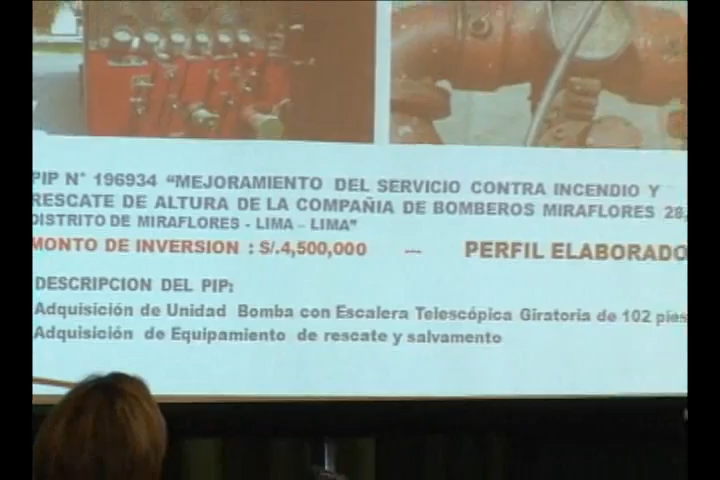 PIP N° 196934 “MEJORAMIENTO DEL SERVICIO CONTRA INCENDIO Y
RESCATE DE ALTURA DE LA COMPAÑIA DE BOMBEROS MIRAFLORES 28,
DISTRITO DE MIRAFLORES - LIMA – LIMA”
MONTO DE INVERSION : S/.4,500,000 --- PERFIL ELABORADO
DESCRIPCION DEL PIP:
Adquisición de Unidad Bomba con Escalera Telescópica Giratoria de 102 pies
Adquisición de Equipamiento de rescate y salvamento